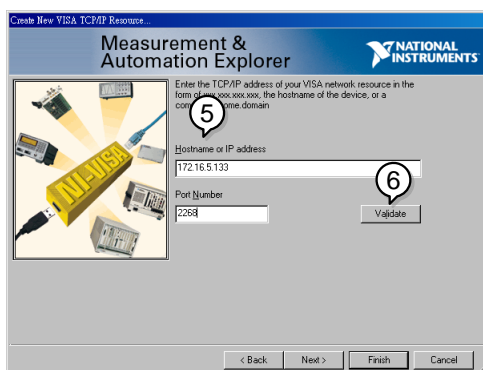 Create New VISA TCP/IP Resource...
Measurement &
Automation Explorer
NATIONAL
INSTRUMENTS
Enter the TCP/IP address of your VISA network resource in the
form of xxx.xxx.xxx.xxx, the hostname of the device, or a
ome.domain
5
Hostname or IP address
172.16.5.133
6
Port Number
2268
Validate
NI-VISA
< Back
Next >
Finish
Cancel